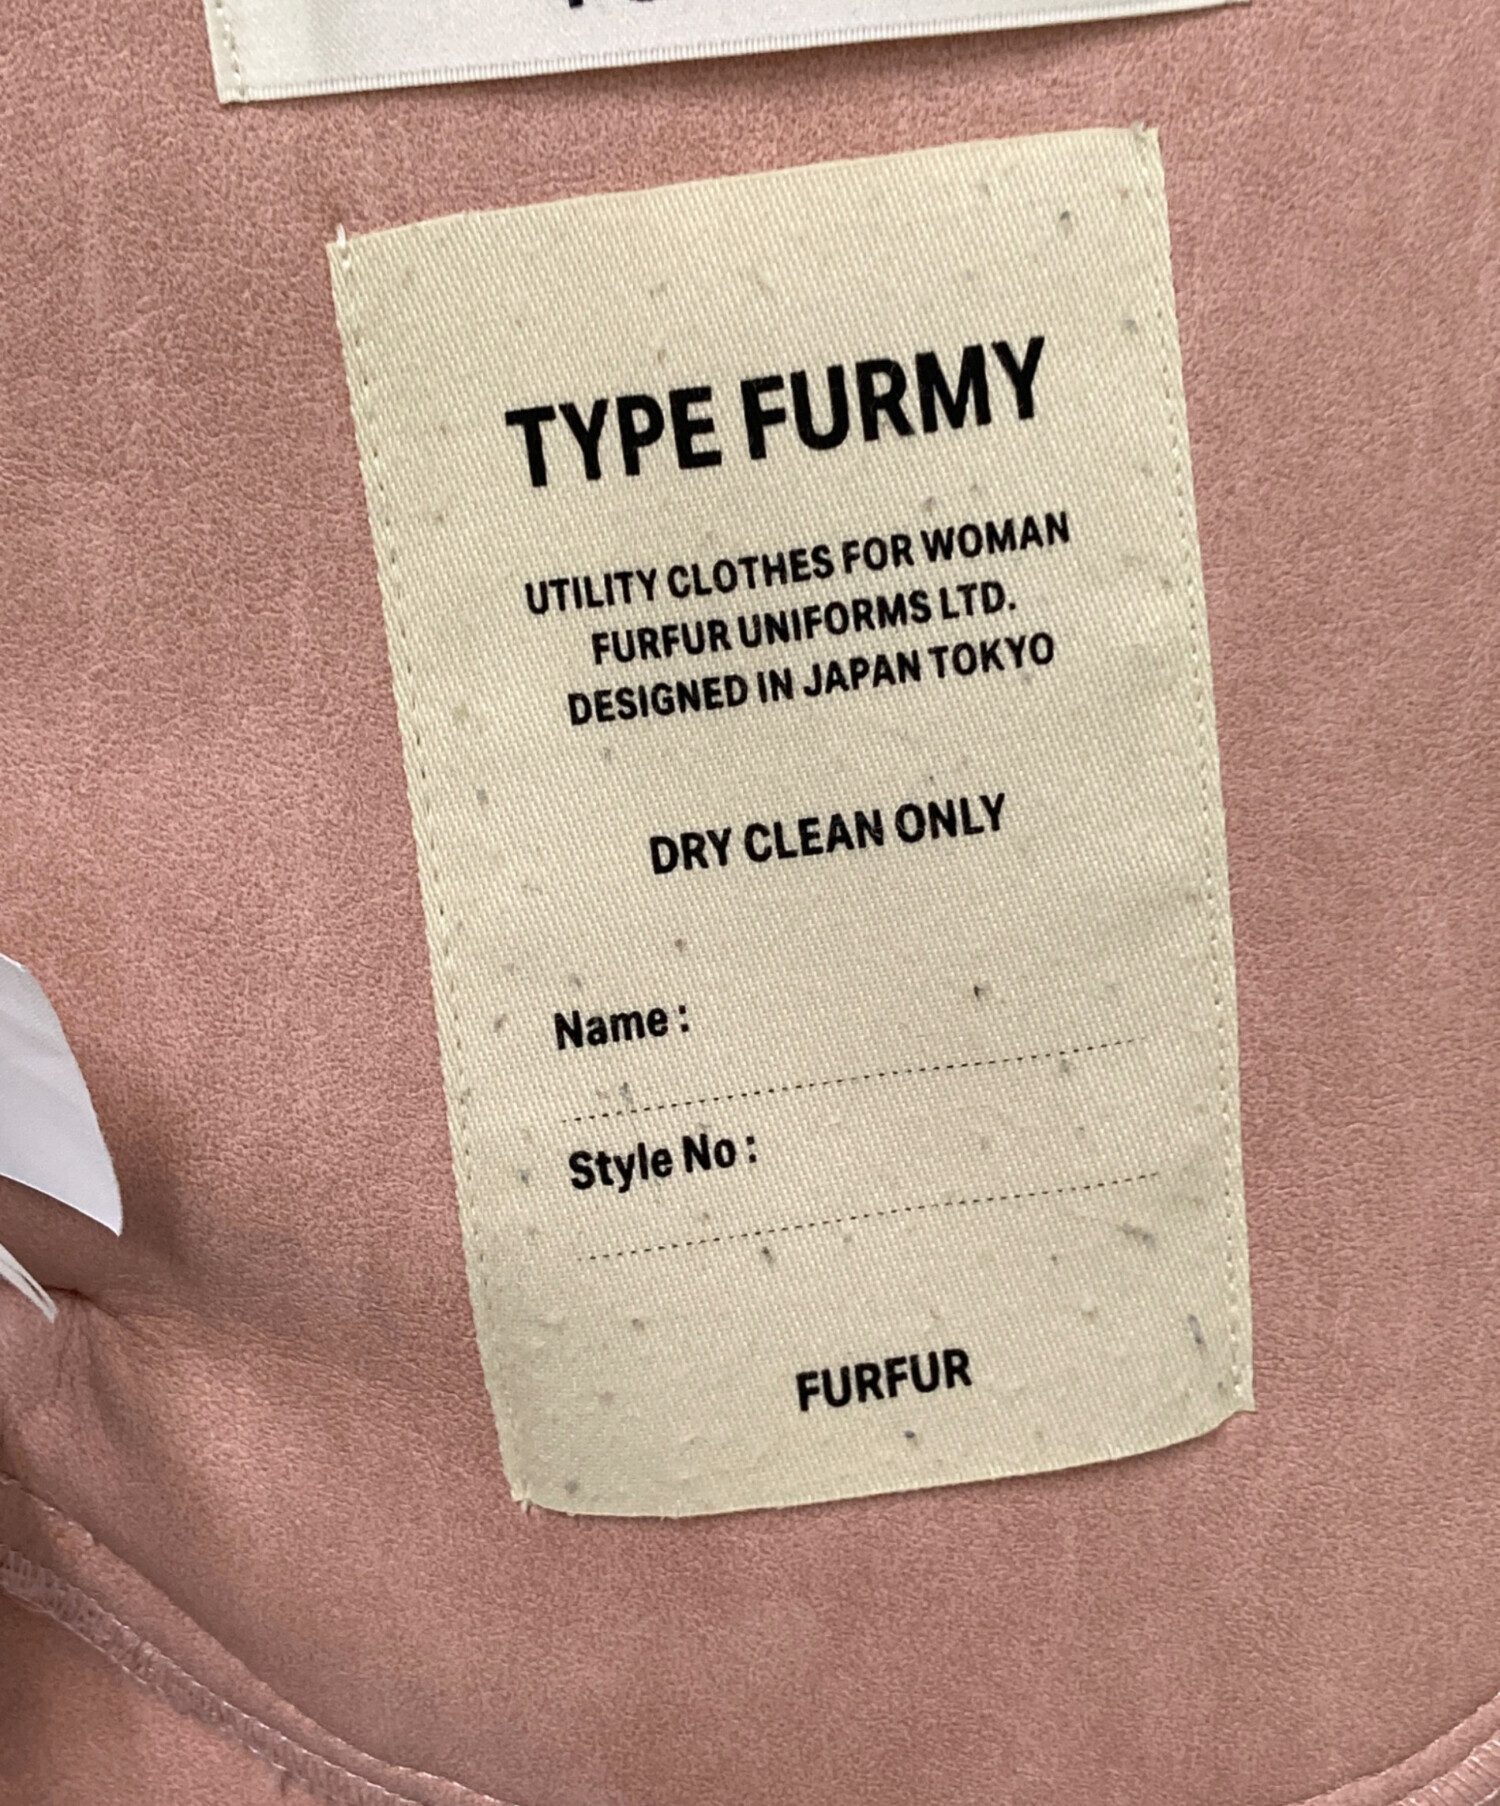 TYPE FURMY
UTILITY CLOTHES FOR WOMAN
FURFUR UNIFORMS LTD.
DESIGNED IN JAPAN TOKYO
DRY CLEAN ONLY
Name :
Style No :
FURFUR